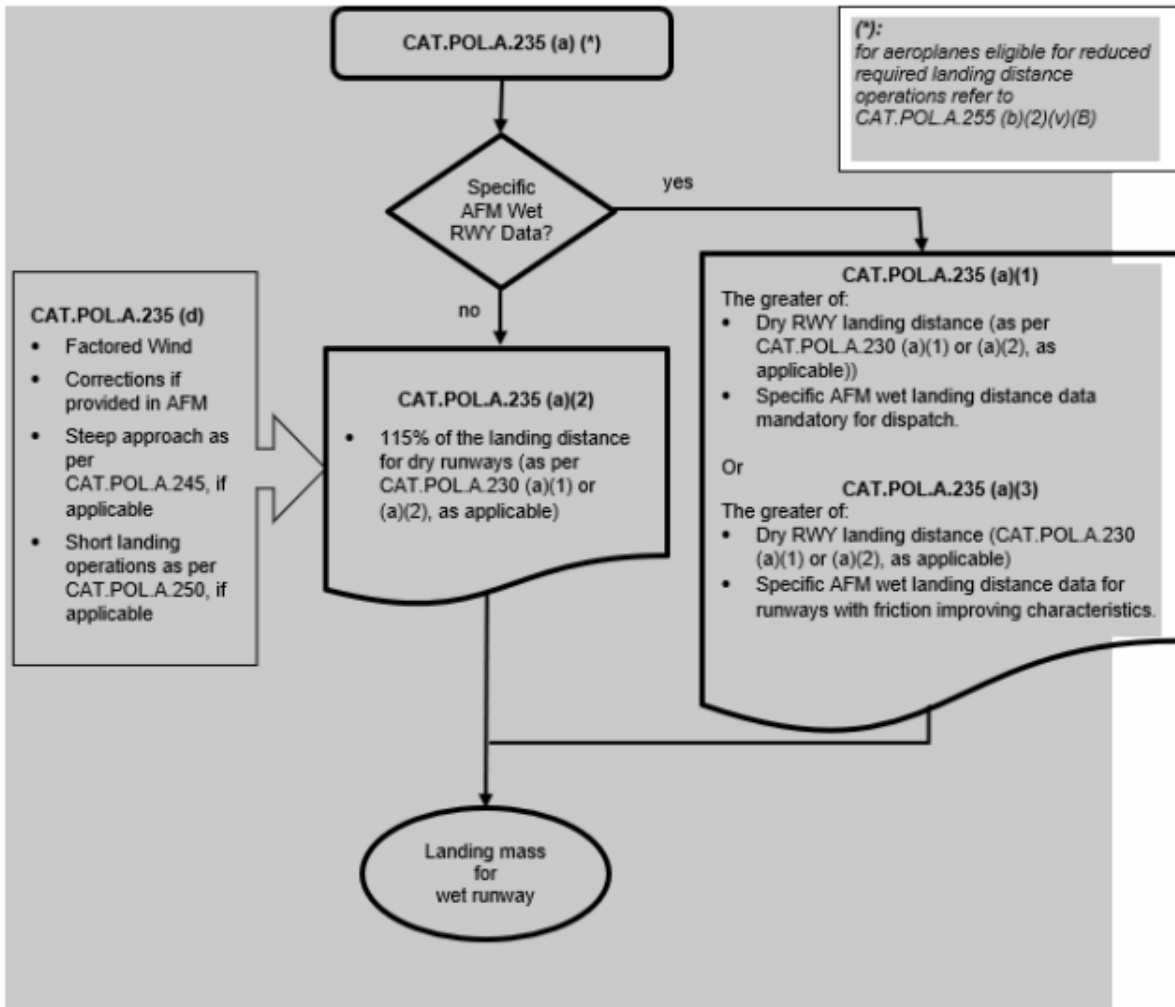 CAT.POL.A.235 (a) (*)
(*):
for aeroplanes eligible for reduced
required landing distance
operations refer to
CAT.POL.A.255 (b)(2)(v)(B)
Specific
AFM Wet
RWY Data?
yes
no
CAT.POL.A.235 (d)
• Factored Wind
• Corrections if
provided in AFM
• Steep approach as
per
CAT.POL.A.245, if
applicable
• Short landing
operations as per
CAT.POL.A.250, if
applicable
CAT.POL.A.235 (a)(2)
• 115% of the landing distance
for dry runways (as per
CAT.POL.A.230 (a)(1) or
(a)(2), as applicable)
CAT.POL.A.235 (a)(1)
The greater of:
• Dry RWY landing distance (as per
CAT.POL.A.230 (a)(1) or (a)(2), as
applicable))
• Specific AFM wet landing distance data
mandatory for dispatch.
Or
CAT.POL.A.235 (a)(3)
The greater of:
• Dry RWY landing distance (CAT.POL.A.230
(a)(1) or (a)(2), as applicable)
• Specific AFM wet landing distance data for
runways with friction improving characteristics.
Landing mass
for
wet runway